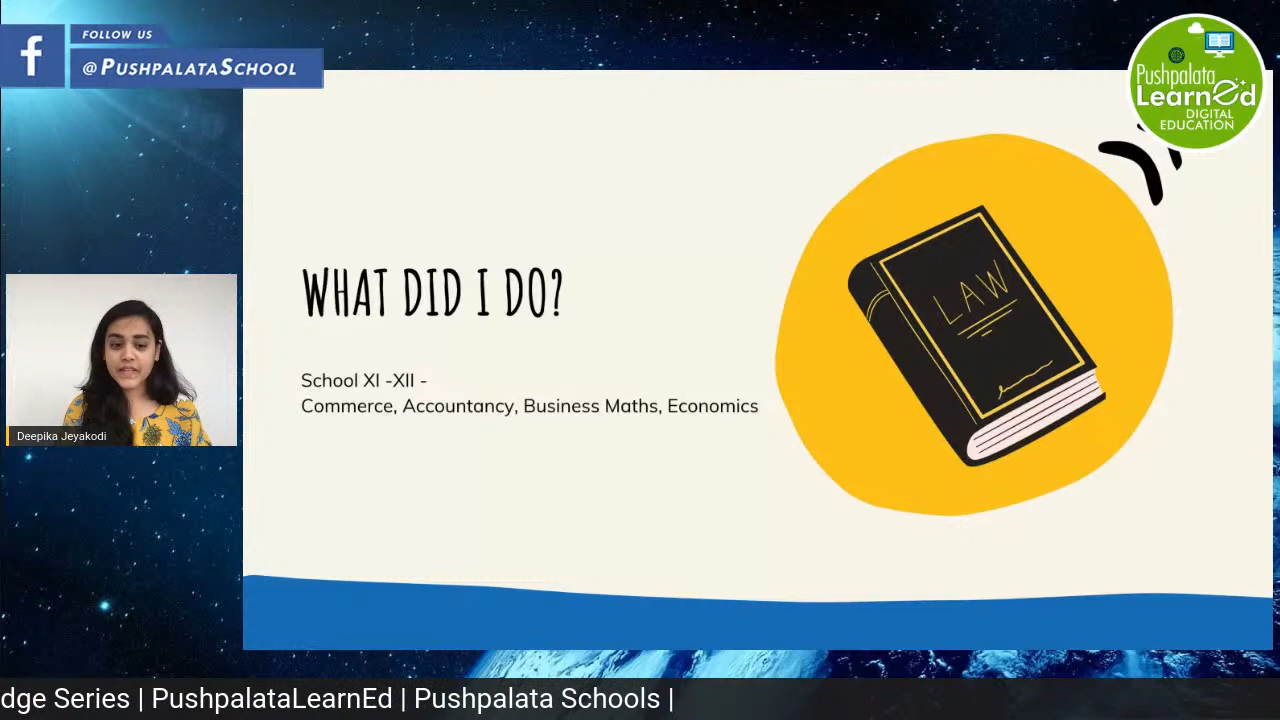 FOLLOW US
@PUSHPALATASCHOOL
Pushpalata
LearnEd
DIGITAL
EDUCATION
WHAT DID I DO?
School XI -XII -
Commerce, Accountancy, Business Maths, Economics
LAW
Deepika Jeyakodi
dge Series | PushpalataLearnEd | Pushpalata Schools |